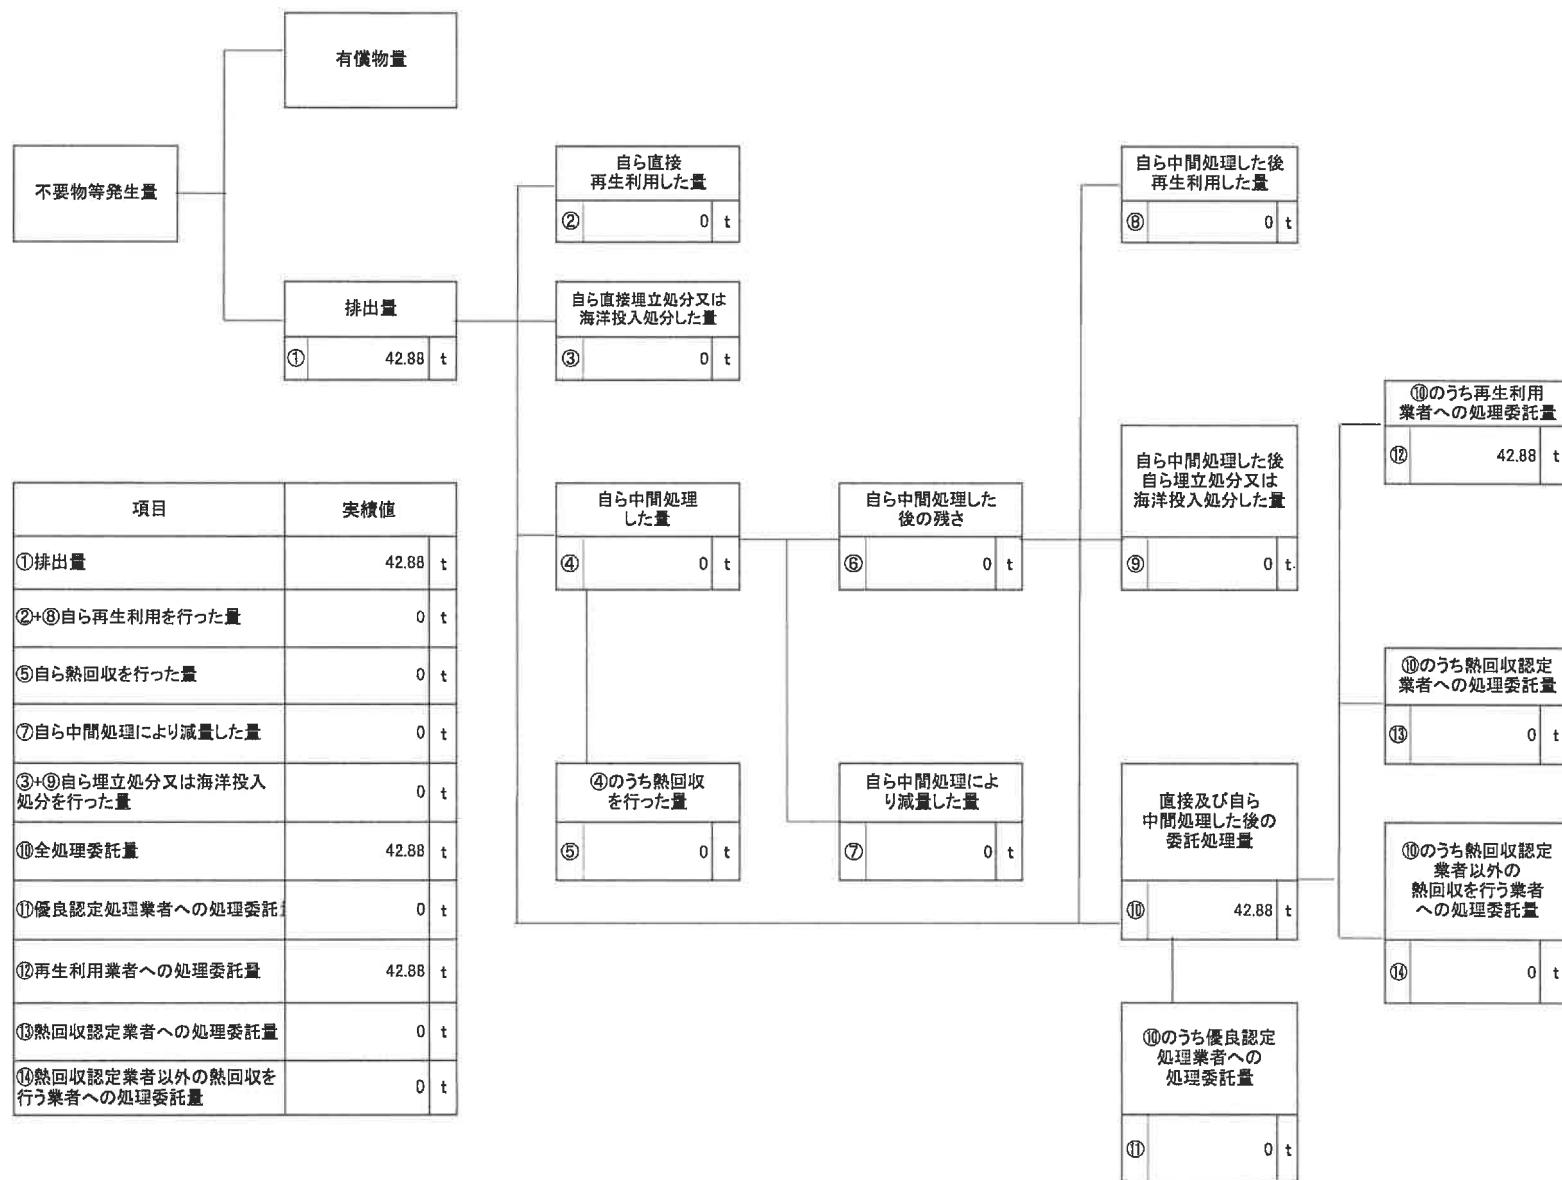 有償物量
不要物等発生量
排出量
① 42.88 t
自ら直接
再生利用した量
② 0 t
自ら直接埋立処分又は
海洋投入処分した量
③ 0 t
自ら中間処理
した量
④ 0 t
④のうち熱回収
を行った量
⑤ 0 t
自ら中間処理した
後の残さ
⑥ 0 t
自ら中間処理によ
り減量した量
⑦ 0 t
自ら中間処理した後
再生利用した量
⑧ 0 t
自ら中間処理した後
自ら埋立処分又は
海洋投入処分した量
⑨ 0 t
直接及び自ら
中間処理した後の
委託処理量
⑩ 42.88 t
⑩のうち優良認定
処理業者への
処理委託量
⑪ 0 t
⑩のうち再生利用
業者への処理委託量
⑫ 42.88 t
⑩のうち熱回収認定
業者への処理委託量
⑬ 0 t
⑩のうち熱回収認定
業者以外の
熱回収を行う業者
への処理委託量
⑭ 0 t
項目 実績値
①排出量 42.88 t
②+⑧自ら再生利用を行った量 0 t
⑤自ら熱回収を行った量 0 t
⑦自ら中間処理により減量した量 0 t
③+⑨自ら埋立処分又は海洋投入
処分を行った量 0 t
⑩全処理委託量 42.88 t
⑪優良認定処理業者への処理委託 0 t
⑫再生利用業者への処理委託量 42.88 t
⑬熱回収認定業者への処理委託量 0 t
⑭熱回収認定業者以外の熱回収を
行う業者への処理委託量 0 t